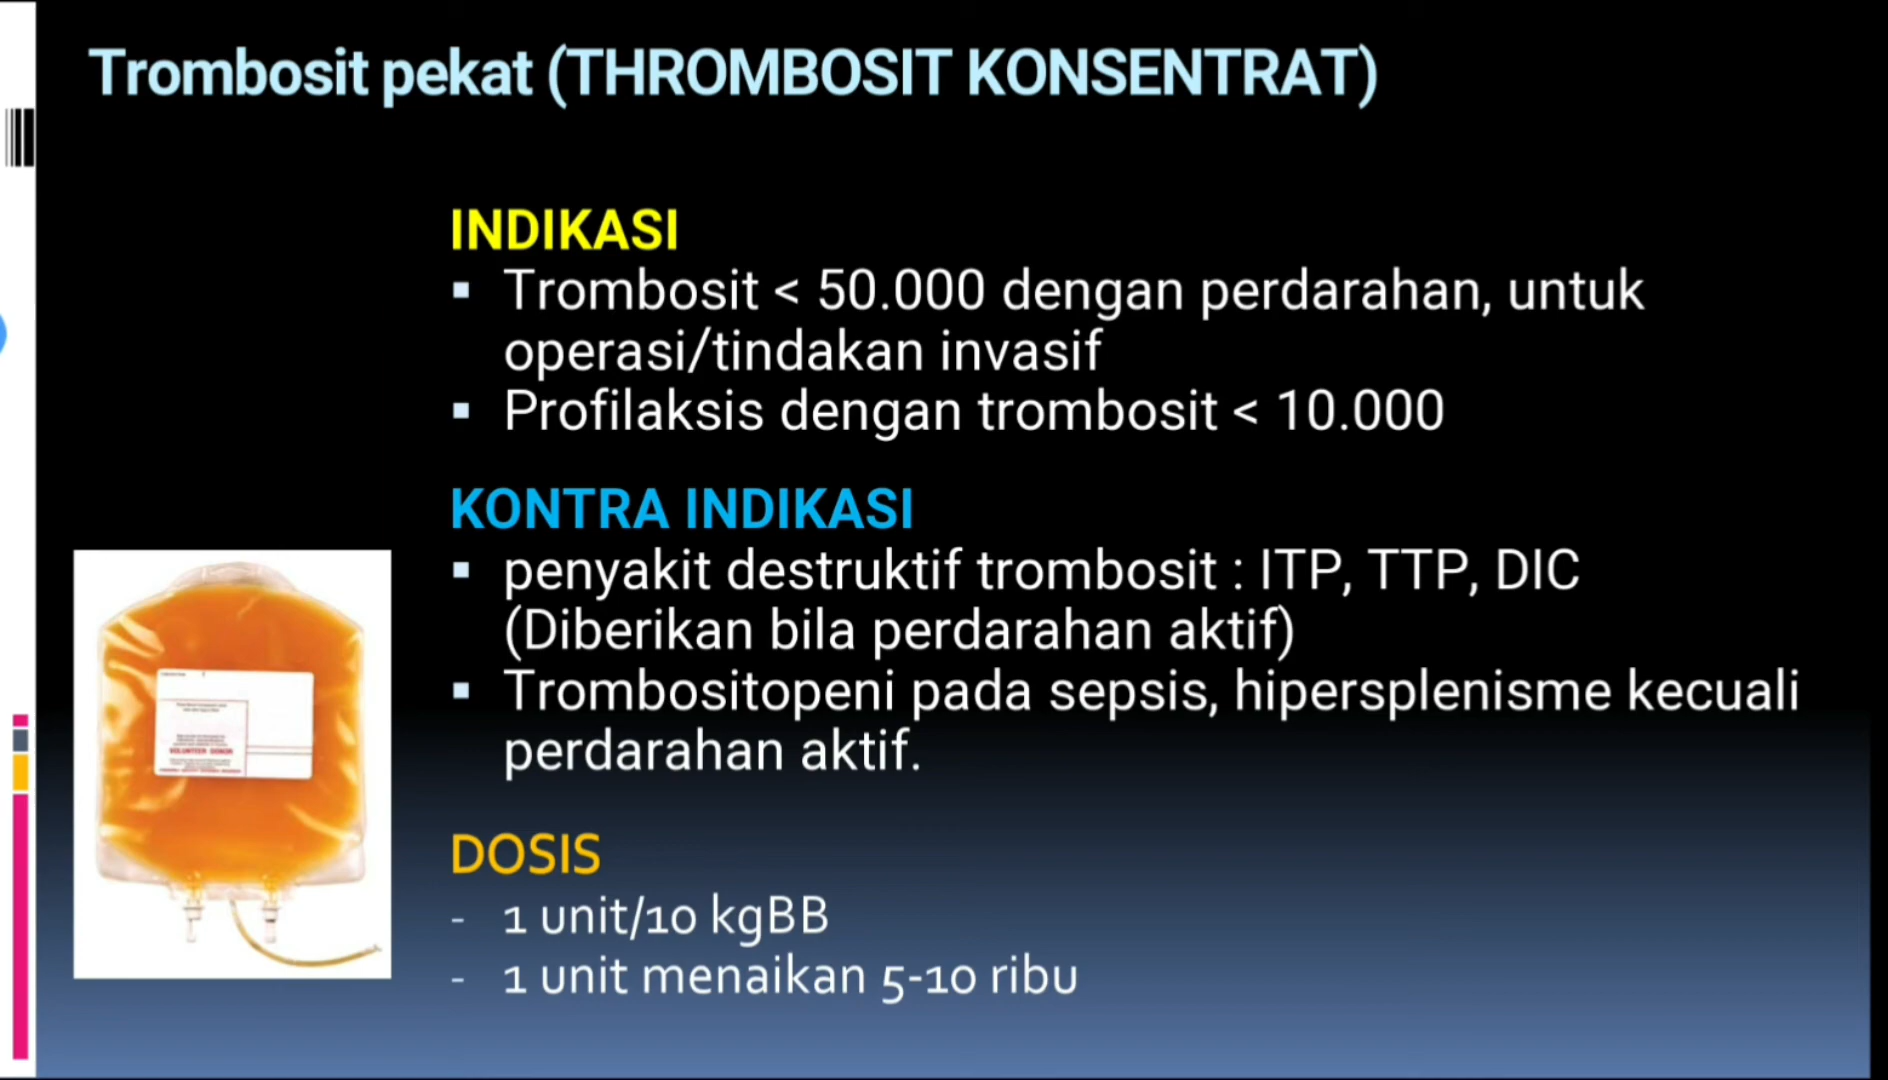 Trombosit pekat (THROMBOSIT KONSENTRAT)
INDIKASI
▪ Trombosit < 50.000 dengan perdarahan, untuk
operasi/tindakan invasif
▪ Profilaksis dengan trombosit < 10.000
KONTRA INDIKASI
▪ penyakit destruktif trombosit : ITP, TTP, DIC
(Diberikan bila perdarahan aktif)
▪ Trombositopeni pada sepsis, hipersplenisme kecuali
perdarahan aktif.
VOLUNTEER DONOR
DOSIS
- 1 unit/10 kgBB
- 1 unit menaikan 5-10 ribu